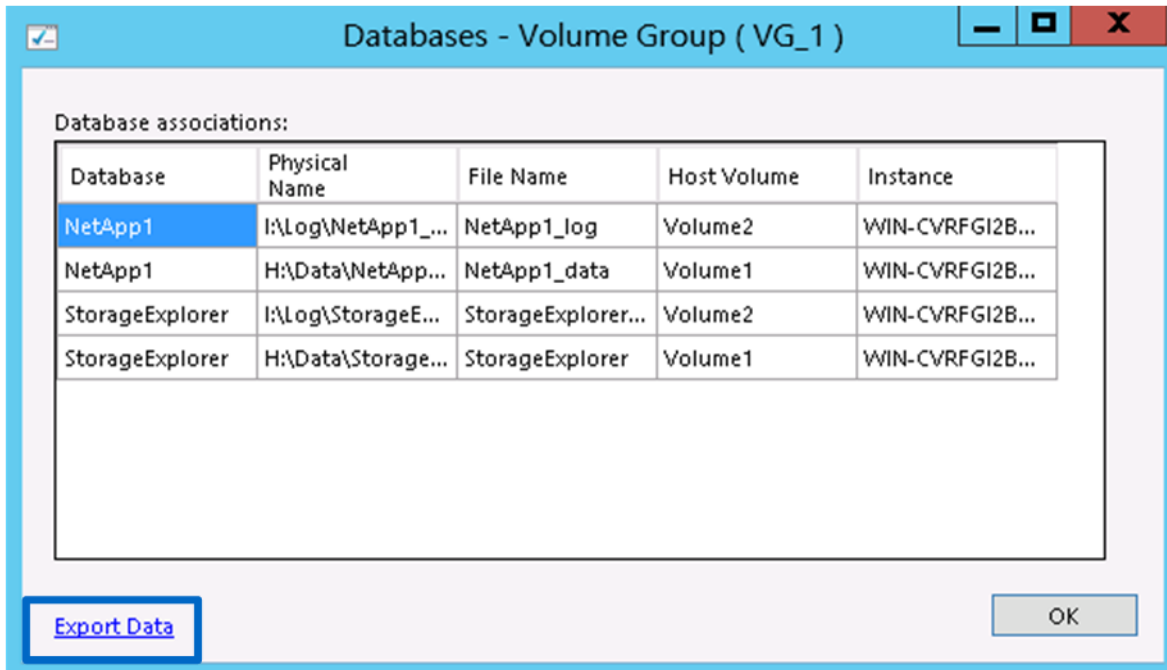 Databases - Volume Group ( VG_1 )
X
Database associations:
Database Physical Name File Name Host Volume Instance
NetApp1 I:\Log\NetApp1_... NetApp1_log Volume2 WIN-CVRFGI2B...
NetApp1 H:\Data\NetApp... NetApp1_data Volume1 WIN-CVRFGI2B...
StorageExplorer I:\Log\StorageE... StorageExplorer... Volume2 WIN-CVRFGI2B...
StorageExplorer H:\Data\Storage... StorageExplorer Volume1 WIN-CVRFGI2B...
Export Data
OK